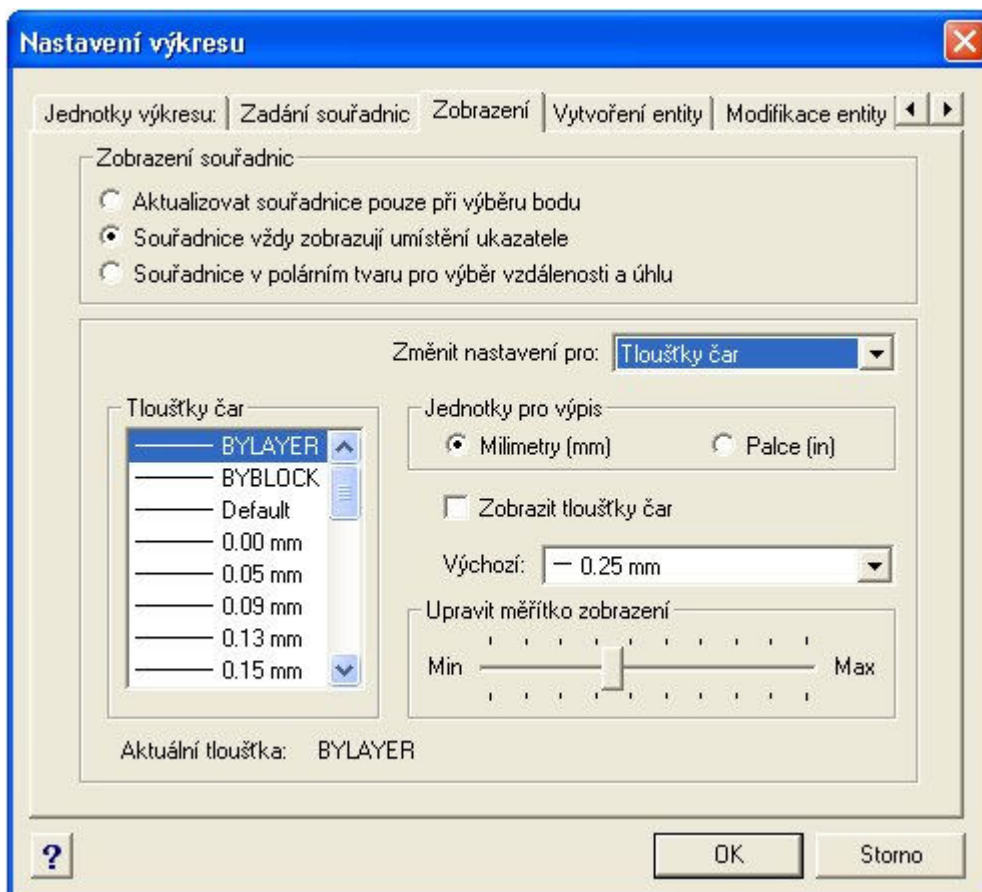 Nastavení výkresu
Jednotky výkresu:
Zadání souřadnic
Zobrazení
Vytvoření entity
Modifikace entity
Zobrazení souřadnic
Aktualizovat souřadnice pouze při výběru bodu
Souřadnice vždy zobrazují umístění ukazatele
Souřadnice v polárním tvaru pro výběr vzdálenosti a úhlu
Změnit nastavení pro: Tloušťky čar
Tloušťky čar
BYLAYER
BYBLOCK
Default
0.00 mm
0.05 mm
0.09 mm
0.13 mm
0.15 mm
Jednotky pro výpis
Milimetry (mm)
Palce (in)
Zobrazit tloušťky čar
Výchozí: 0.25 mm
Upravit měřítko zobrazení
Min
Max
Aktuální tloušťka: BYLAYER
?
OK
Storno